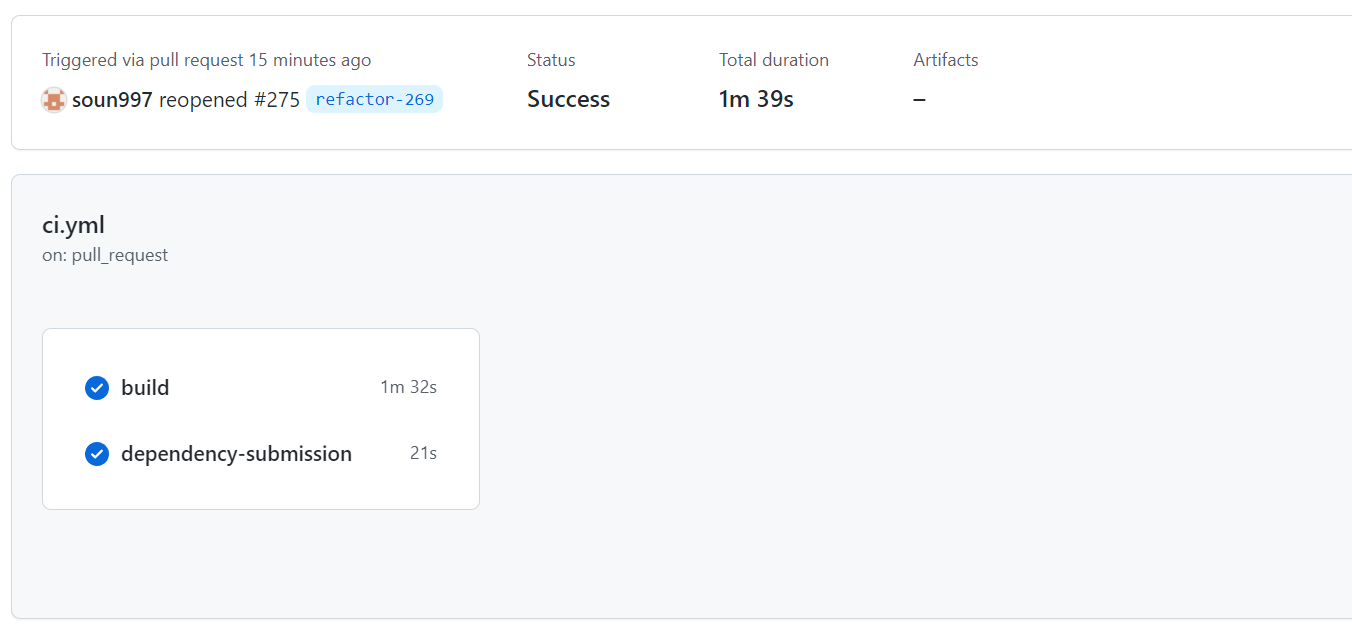 Triggered via pull request 15 minutes ago
soun997 reopened #275 refactor-269
Status
Success
Total duration
1m 39s
Artifacts
–
ci.yml
on: pull_request
build 1m 32s
dependency-submission 21s